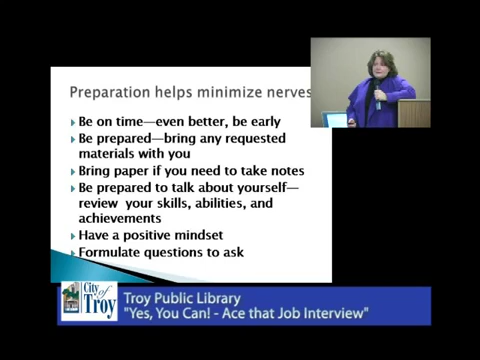 Preparation helps minimize nerves
Be on time—even better, be early
Be prepared—bring any requested
materials with you
Bring paper if you need to take notes
Be prepared to talk about yourself—
review your skills, abilities, and
achievements
Have a positive mindset
Formulate questions to ask
City of
Troy
Troy Public Library
"Yes, You Can! - Ace that Job Interview"